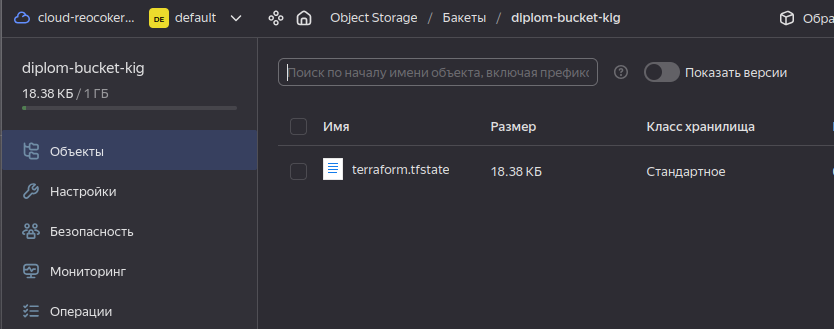 cloud-reocoker... DE default Object Storage / Бакеты / diplom-bucket-kig
diplom-bucket-kig
18.38 КБ / 1 ГБ
Объекты
Настройки
Безопасность
Мониторинг
Операции
Поиск по началу имени объекта, включая префикс
Показать версии
Имя Размер Класс хранилища
terraform.tfstate 18.38 КБ Стандартное